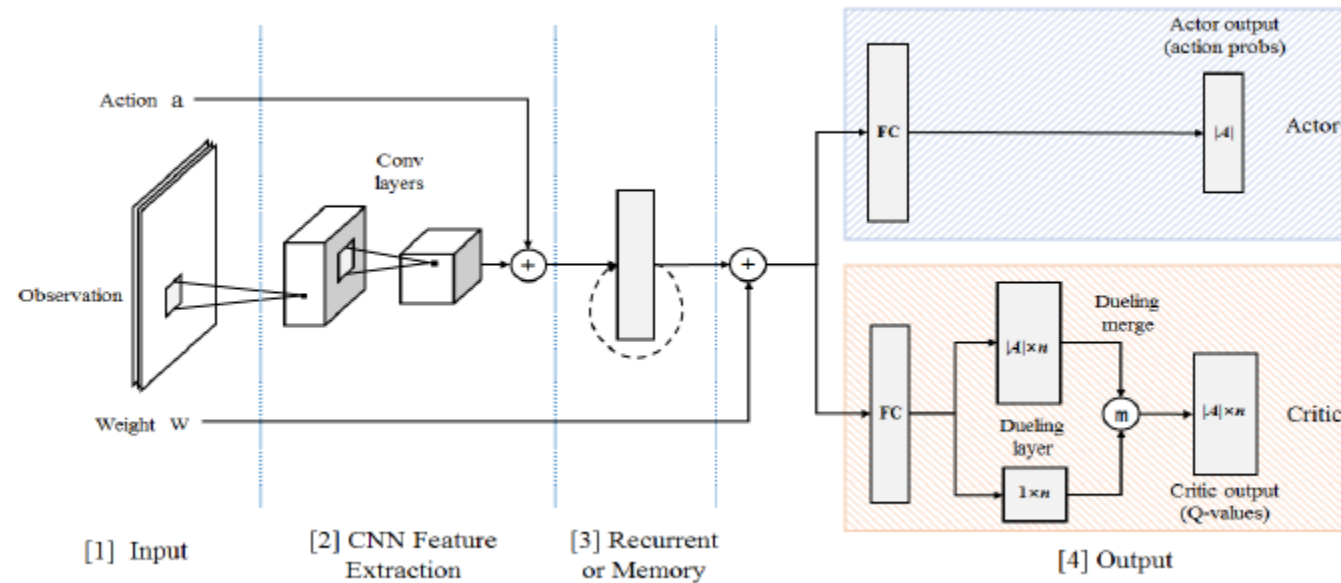 Action a
Observation
Weight w
Conv
layers
+
+
FC
Actor output
(action probs)
|A|
Actor
FC
|A|×n
Dueling
layer
1×n
Dueling
merge
m
|A|×n
Critic output
(Q-values)
Critic
[1] Input
[2] CNN Feature
Extraction
[3] Recurrent
or Memory
[4] Output